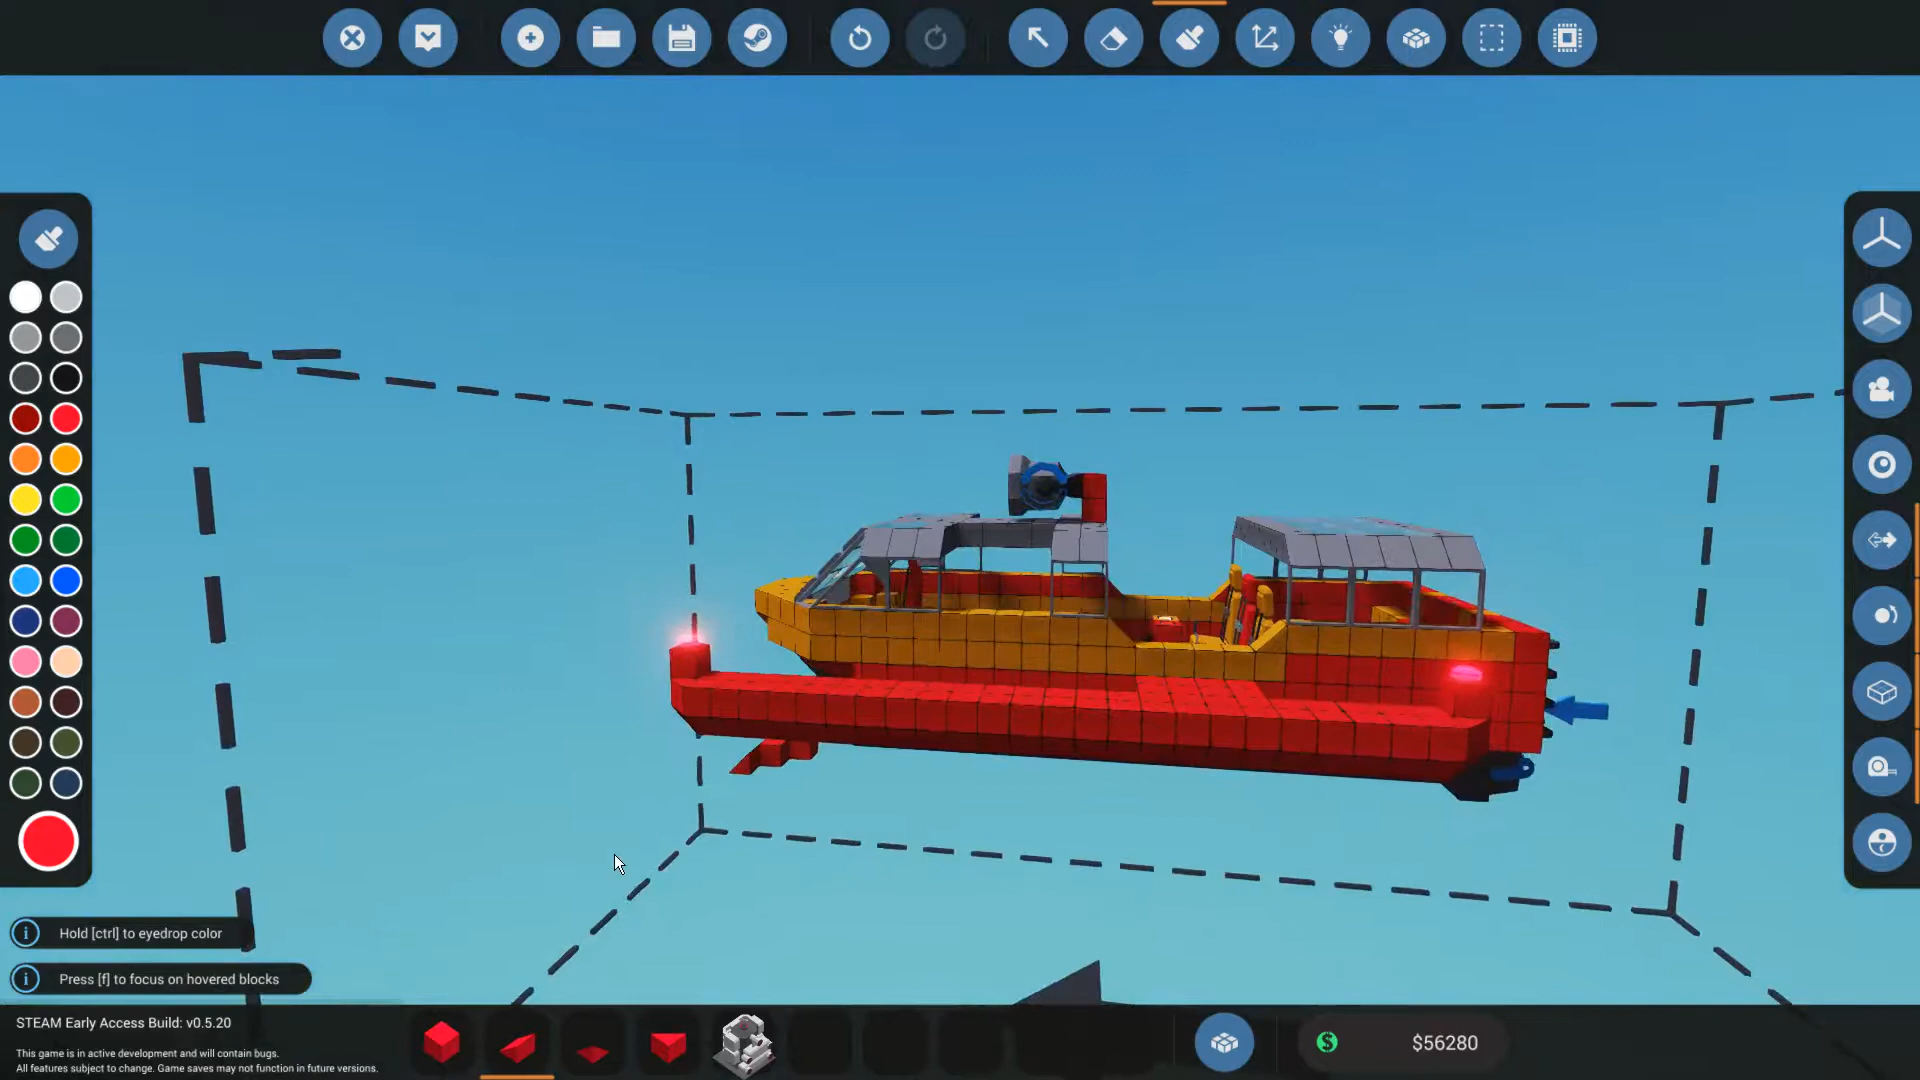 Hold [ctrl] to eyedrop color
Press [f] to focus on hovered blocks
STEAM Early Access Build: v0.5.20
This game is in active development and will contain bugs.
All features subject to change. Game saves may not function in future versions.
$56280